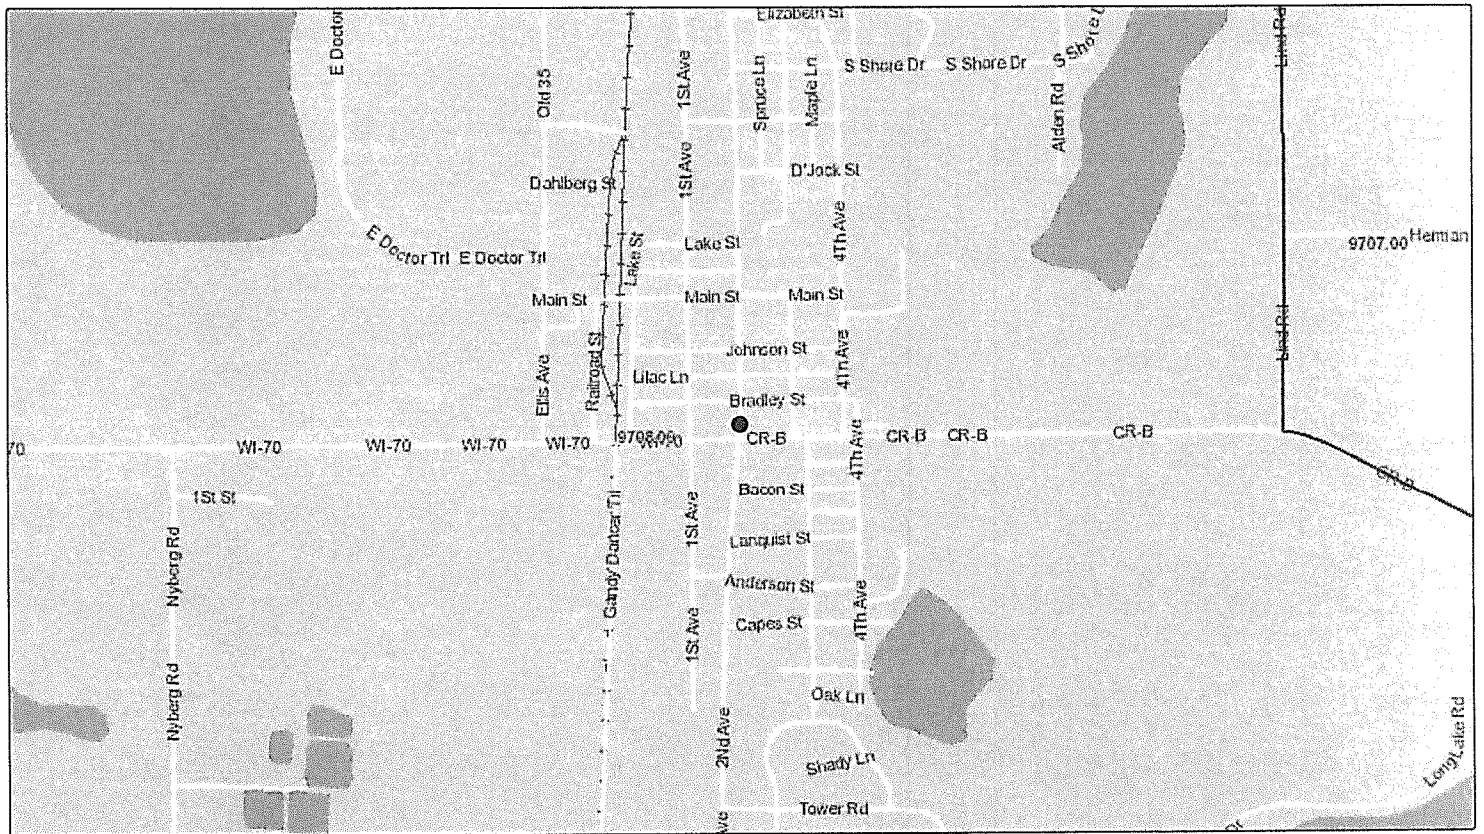 Elizabeth St
E Doctor
Old 35
1St Ave
Spruce Ln
Maple Ln
S Shore Dr
S Shore Dr
S Shore
Lind Rd
Aldon Rd
1St Ave
D'Jock St
Dahlberg St
4Th Ave
Lake St
Lake St
E Doctor Trl
E Doctor Trl
9707.00
Herman
Main St
Main St
Main St
Lind Rd
Johnson St
4Th Ave
Ellis Ave
Railroad St
Lilac Ln
Bradley St
70
WI-70
WI-70
WI-70
WI-70
CR-B
CR-B
CR-B
CR-B
4Th Ave
CR-B
1St St
Bacon St
1St Ave
Gandy Dancer Trl
Nyberg Rd
Lanquist St
Anderson St
4Th Ave
Capes St
1St Ave
Nyberg Rd
Oak Ln
2Nd Ave
Shady Ln
Long Lake Rd
Tower Rd
Ave
Dr